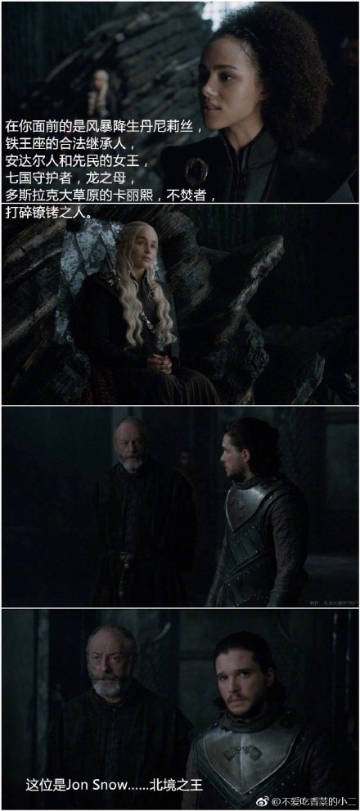 在你面前的是风暴降生丹尼莉丝，
铁王座的合法继承人，
安达尔人和先民的女王，
七国守护者，龙之母，
多斯拉克大草原的卡丽熙，不焚者，
打碎镣铐之人。
这位是Jon Snow......北境之王
@不爱吃香菜的小二